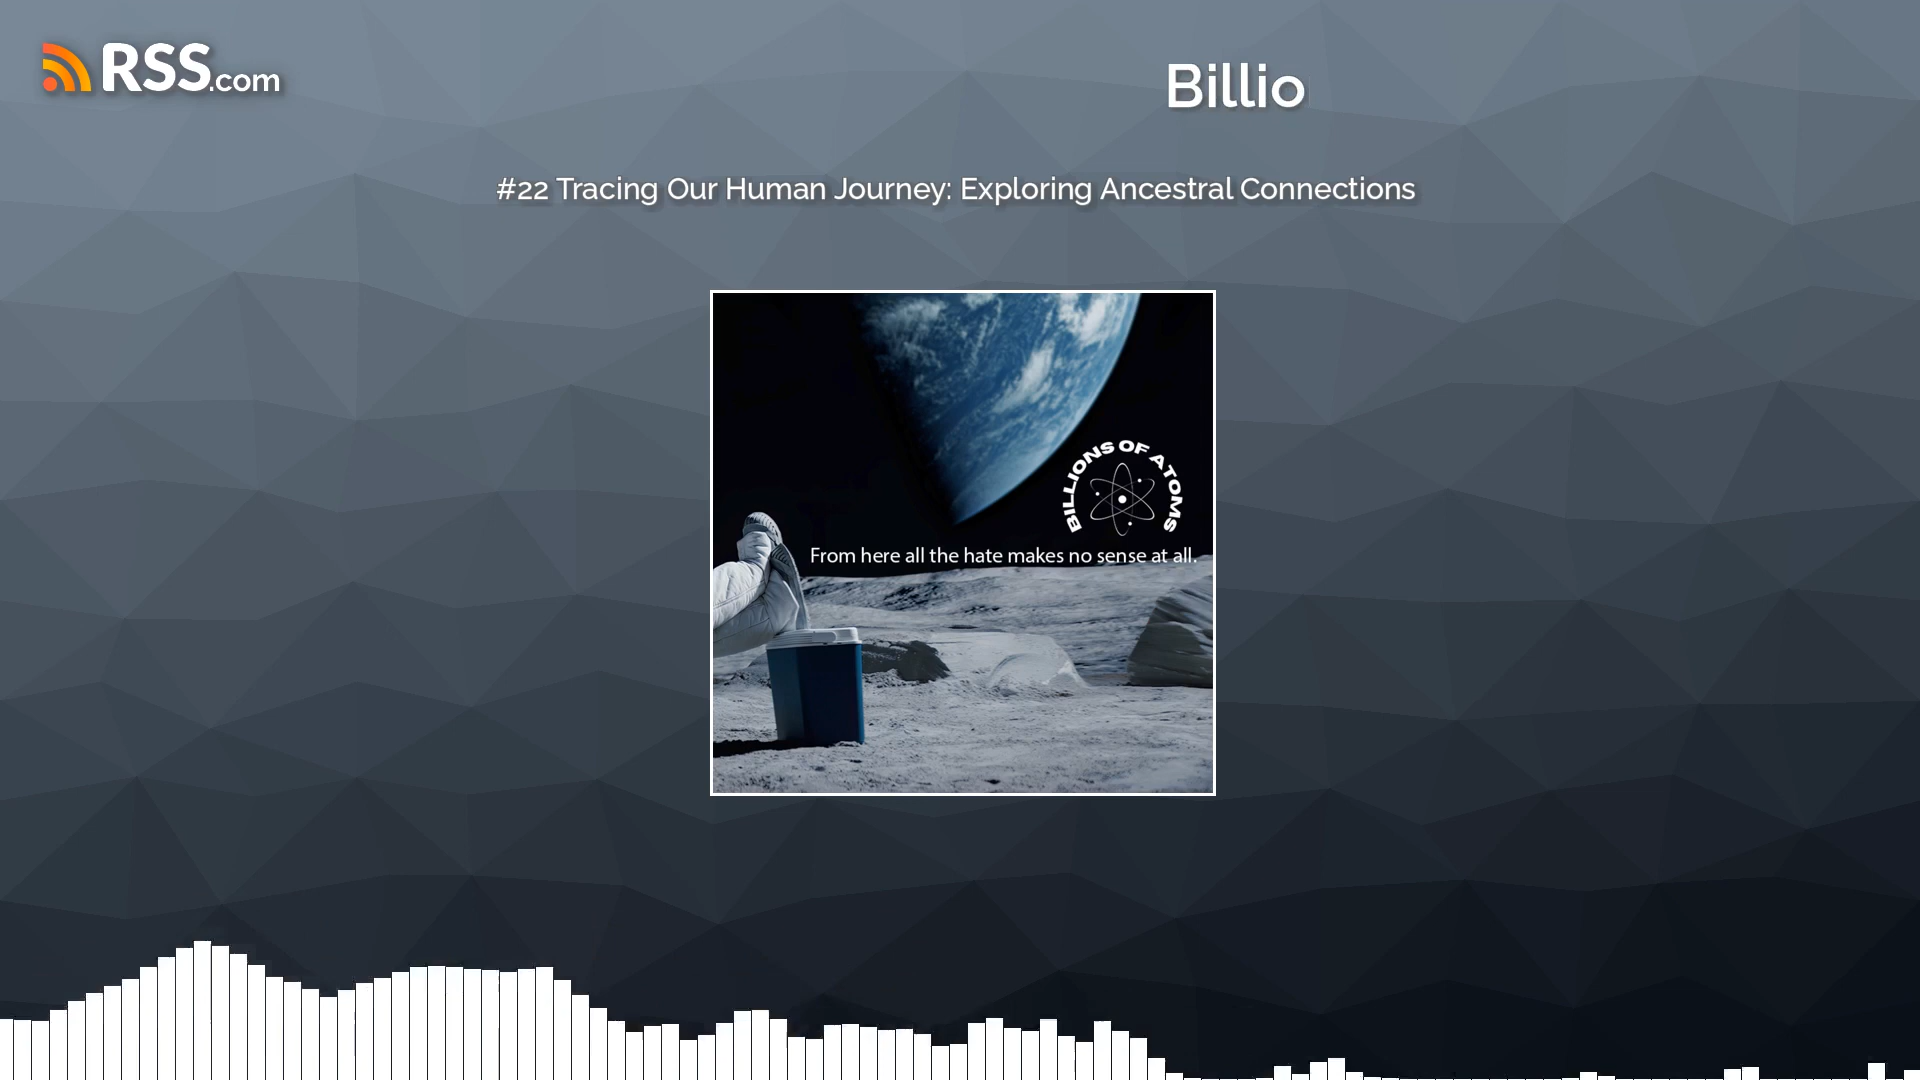 RSS.com
Billio
#22 Tracing Our Human Journey: Exploring Ancestral Connections
BILLIONS OF ATOMS
From here all the hate makes no sense at all.